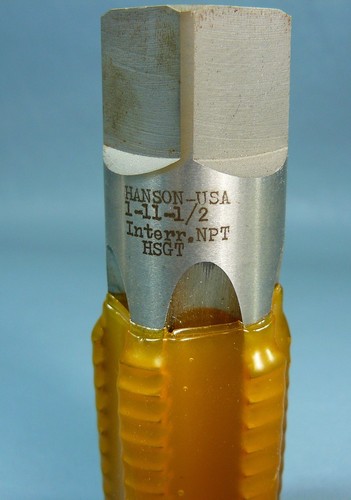 HANSON-USA
1-11-1/2
Interr.NPT
HSGT